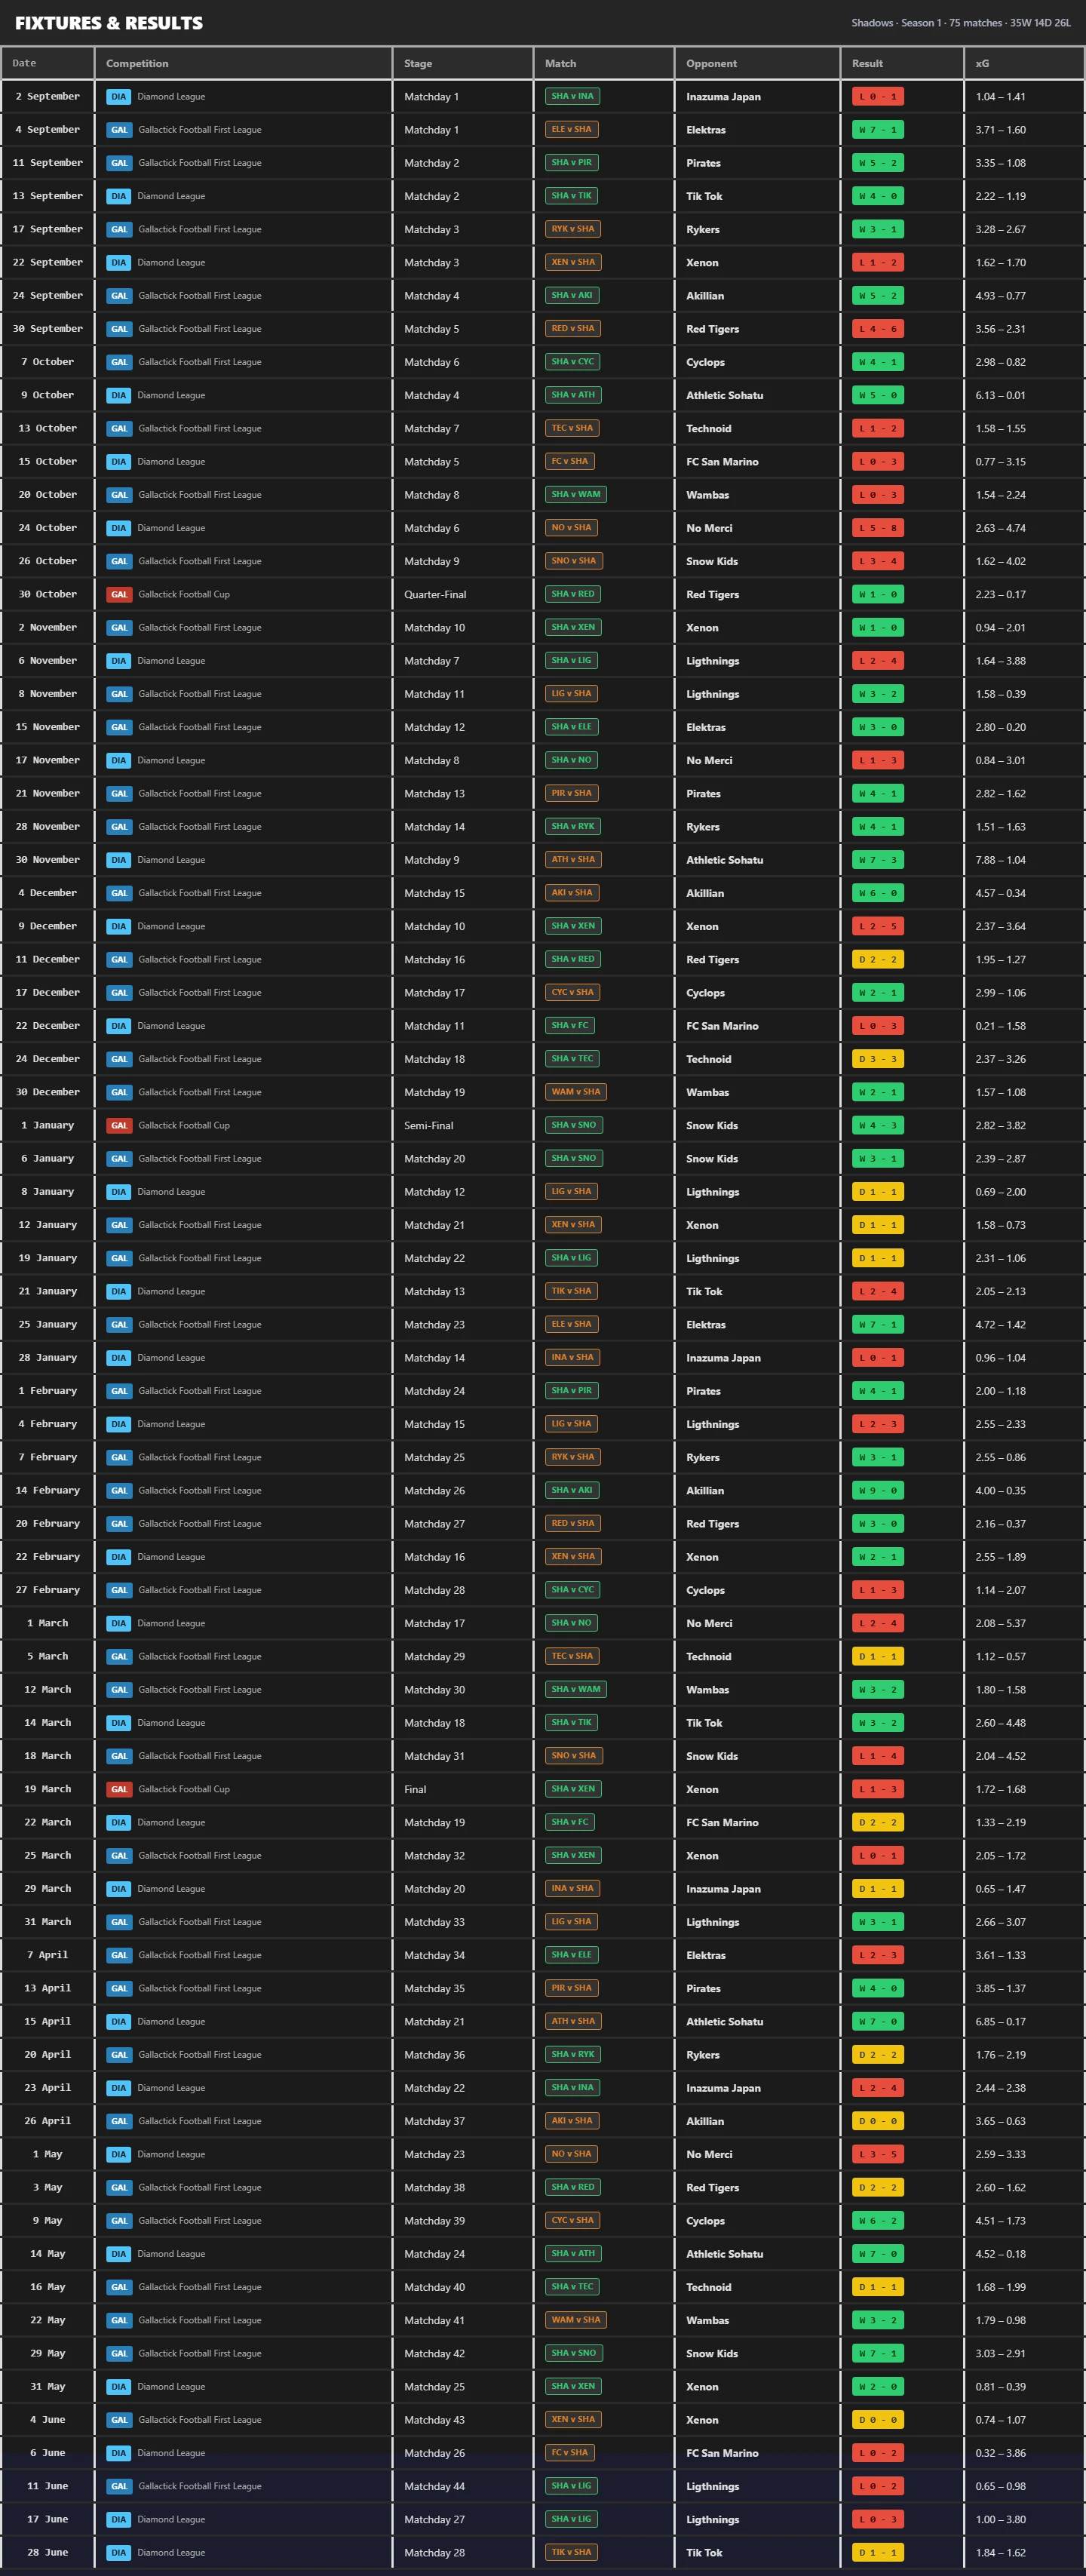 FIXTURES & RESULTS
Shadows · Season 1 · 75 matches · 35W 14D 26L
Date Competition Stage Match Opponent Result xG
2 September DIA Diamond League Matchday 1 SHA v INA Inazuma Japan L 0 - 1 1.04 – 1.41
4 September GAL Gallactick Football First League Matchday 1 ELE v SHA Elektras W 7 - 1 3.71 – 1.60
11 September GAL Gallactick Football First League Matchday 2 SHA v PIR Pirates W 5 - 2 3.35 – 1.08
13 September DIA Diamond League Matchday 2 SHA v TIK Tik Tok W 4 - 0 2.22 – 1.19
17 September GAL Gallactick Football First League Matchday 3 RYK v SHA Rykers W 3 - 1 3.28 – 2.67
22 September DIA Diamond League Matchday 3 XEN v SHA Xenon L 1 - 2 1.62 – 1.70
24 September GAL Gallactick Football First League Matchday 4 SHA v AKI Akillian W 5 - 2 4.93 – 0.77
30 September GAL Gallactick Football First League Matchday 5 RED v SHA Red Tigers L 4 - 6 3.56 – 2.31
7 October GAL Gallactick Football First League Matchday 6 SHA v CYC Cyclops W 4 - 1 2.98 – 0.82
9 October DIA Diamond League Matchday 4 SHA v ATH Athletic Sohatu W 5 - 0 6.13 – 0.01
13 October GAL Gallactick Football First League Matchday 7 TEC v SHA Technoid L 1 - 2 1.58 – 1.55
15 October DIA Diamond League Matchday 5 FC v SHA FC San Marino L 0 - 3 0.77 – 3.15
20 October GAL Gallactick Football First League Matchday 8 SHA v WAM Wambas L 0 - 3 1.54 – 2.24
24 October DIA Diamond League Matchday 6 NO v SHA No Merci L 5 - 8 2.63 – 4.74
26 October GAL Gallactick Football First League Matchday 9 SNO v SHA Snow Kids L 3 - 4 1.62 – 4.02
30 October GAL Gallactick Football Cup Quarter-Final SHA v RED Red Tigers W 1 - 0 2.23 – 0.17
2 November GAL Gallactick Football First League Matchday 10 SHA v XEN Xenon W 1 - 0 0.94 – 2.01
6 November DIA Diamond League Matchday 7 SHA v LIG Ligthnings L 2 - 4 1.64 – 3.88
8 November GAL Gallactick Football First League Matchday 11 LIG v SHA Ligthnings W 3 - 2 1.58 – 0.39
15 November GAL Gallactick Football First League Matchday 12 SHA v ELE Elektras W 3 - 0 2.80 – 0.20
17 November DIA Diamond League Matchday 8 SHA v NO No Merci L 1 - 3 0.84 – 3.01
21 November GAL Gallactick Football First League Matchday 13 PIR v SHA Pirates W 4 - 1 2.82 – 1.62
28 November GAL Gallactick Football First League Matchday 14 SHA v RYK Rykers W 4 - 1 1.51 – 1.63
30 November DIA Diamond League Matchday 9 ATH v SHA Athletic Sohatu W 7 - 3 7.88 – 1.04
4 December GAL Gallactick Football First League Matchday 15 AKI v SHA Akillian W 6 - 0 4.57 – 0.34
9 December DIA Diamond League Matchday 10 SHA v XEN Xenon L 2 - 5 2.37 – 3.64
11 December GAL Gallactick Football First League Matchday 16 SHA v RED Red Tigers D 2 - 2 1.95 – 1.27
17 December GAL Gallactick Football First League Matchday 17 CYC v SHA Cyclops W 2 - 1 2.99 – 1.06
22 December DIA Diamond League Matchday 11 SHA v FC FC San Marino L 0 - 3 0.21 – 1.58
24 December GAL Gallactick Football First League Matchday 18 SHA v TEC Technoid D 3 - 3 2.37 – 3.26
30 December GAL Gallactick Football First League Matchday 19 WAM v SHA Wambas W 2 - 1 1.57 – 1.08
1 January GAL Gallactick Football Cup Semi-Final SHA v SNO Snow Kids W 4 - 3 2.82 – 3.82
6 January GAL Gallactick Football First League Matchday 20 SHA v SNO Snow Kids W 3 - 1 2.39 – 2.87
8 January DIA Diamond League Matchday 12 LIG v SHA Ligthnings D 1 - 1 0.69 – 2.00
12 January GAL Gallactick Football First League Matchday 21 XEN v SHA Xenon D 1 - 1 1.58 – 0.73
19 January GAL Gallactick Football First League Matchday 22 SHA v LIG Ligthnings D 1 - 1 2.31 – 1.06
21 January DIA Diamond League Matchday 13 TIK v SHA Tik Tok L 2 - 4 2.05 – 2.13
25 January GAL Gallactick Football First League Matchday 23 ELE v SHA Elektras W 7 - 1 4.72 – 1.42
28 January DIA Diamond League Matchday 14 INA v SHA Inazuma Japan L 0 - 1 0.96 – 1.04
1 February GAL Gallactick Football First League Matchday 24 SHA v PIR Pirates W 4 - 1 2.00 – 1.18
4 February DIA Diamond League Matchday 15 LIG v SHA Ligthnings L 2 - 3 2.55 – 2.33
7 February GAL Gallactick Football First League Matchday 25 RYK v SHA Rykers W 3 - 1 2.55 – 0.86
14 February GAL Gallactick Football First League Matchday 26 SHA v AKI Akillian W 9 - 0 4.00 – 0.35
20 February GAL Gallactick Football First League Matchday 27 RED v SHA Red Tigers W 3 - 0 2.16 – 0.37
22 February DIA Diamond League Matchday 16 XEN v SHA Xenon W 2 - 1 2.55 – 1.89
27 February GAL Gallactick Football First League Matchday 28 SHA v CYC Cyclops L 1 - 3 1.14 – 2.07
1 March DIA Diamond League Matchday 17 SHA v NO No Merci L 2 - 4 2.08 – 5.37
5 March GAL Gallactick Football First League Matchday 29 TEC v SHA Technoid D 1 - 1 1.12 – 0.57
12 March GAL Gallactick Football First League Matchday 30 SHA v WAM Wambas W 3 - 2 1.80 – 1.58
14 March DIA Diamond League Matchday 18 SHA v TIK Tik Tok W 3 - 2 2.60 – 4.48
18 March GAL Gallactick Football First League Matchday 31 SNO v SHA Snow Kids L 1 - 4 2.04 – 4.52
19 March GAL Gallactick Football Cup Final SHA v XEN Xenon L 1 - 3 1.72 – 1.68
22 March DIA Diamond League Matchday 19 SHA v FC FC San Marino D 2 - 2 1.33 – 2.19
25 March GAL Gallactick Football First League Matchday 32 SHA v XEN Xenon L 0 - 1 2.05 – 1.72
29 March DIA Diamond League Matchday 20 INA v SHA Inazuma Japan D 1 - 1 0.65 – 1.47
31 March GAL Gallactick Football First League Matchday 33 LIG v SHA Ligthnings W 3 - 1 2.66 – 3.07
7 April GAL Gallactick Football First League Matchday 34 SHA v ELE Elektras L 2 - 3 3.61 – 1.33
13 April GAL Gallactick Football First League Matchday 35 PIR v SHA Pirates W 4 - 0 3.85 – 1.37
15 April DIA Diamond League Matchday 21 ATH v SHA Athletic Sohatu W 7 - 0 6.85 – 0.17
20 April GAL Gallactick Football First League Matchday 36 SHA v RYK Rykers D 2 - 2 1.76 – 2.19
23 April DIA Diamond League Matchday 22 SHA v INA Inazuma Japan L 2 - 4 2.44 – 2.38
26 April GAL Gallactick Football First League Matchday 37 AKI v SHA Akillian D 0 - 0 3.65 – 0.63
1 May DIA Diamond League Matchday 23 NO v SHA No Merci L 3 - 5 2.59 – 3.33
3 May GAL Gallactick Football First League Matchday 38 SHA v RED Red Tigers D 2 - 2 2.60 – 1.62
9 May GAL Gallactick Football First League Matchday 39 CYC v SHA Cyclops W 6 - 2 4.51 – 1.73
14 May DIA Diamond League Matchday 24 SHA v ATH Athletic Sohatu W 7 - 0 4.52 – 0.18
16 May GAL Gallactick Football First League Matchday 40 SHA v TEC Technoid D 1 - 1 1.68 – 1.99
22 May GAL Gallactick Football First League Matchday 41 WAM v SHA Wambas W 3 - 2 1.79 – 0.98
29 May GAL Gallactick Football First League Matchday 42 SHA v SNO Snow Kids W 7 - 1 3.03 – 2.91
31 May DIA Diamond League Matchday 25 SHA v XEN Xenon W 2 - 0 0.81 – 0.39
4 June GAL Gallactick Football First League Matchday 43 XEN v SHA Xenon D 0 - 0 0.74 – 1.07
6 June DIA Diamond League Matchday 26 FC v SHA FC San Marino L 0 - 2 0.32 – 3.86
11 June GAL Gallactick Football First League Matchday 44 SHA v LIG Ligthnings L 0 - 2 0.65 – 0.98
17 June DIA Diamond League Matchday 27 SHA v LIG Ligthnings L 0 - 3 1.00 – 3.80
28 June DIA Diamond League Matchday 28 TIK v SHA Tik Tok D 1 - 1 1.84 – 1.62